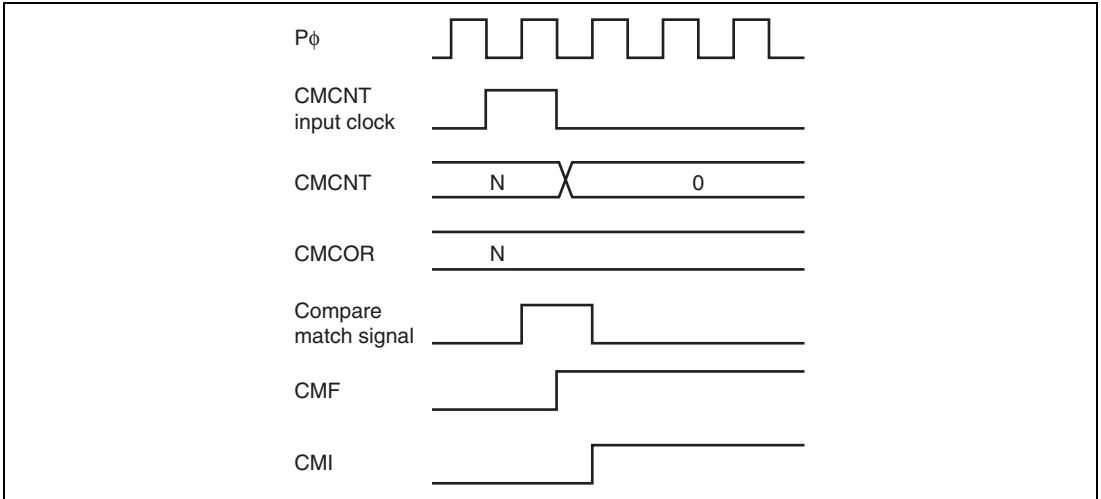 Pϕ
CMCNT
input clock
CMCNT
N
0
CMCOR
N
Compare
match signal
CMF
CMI